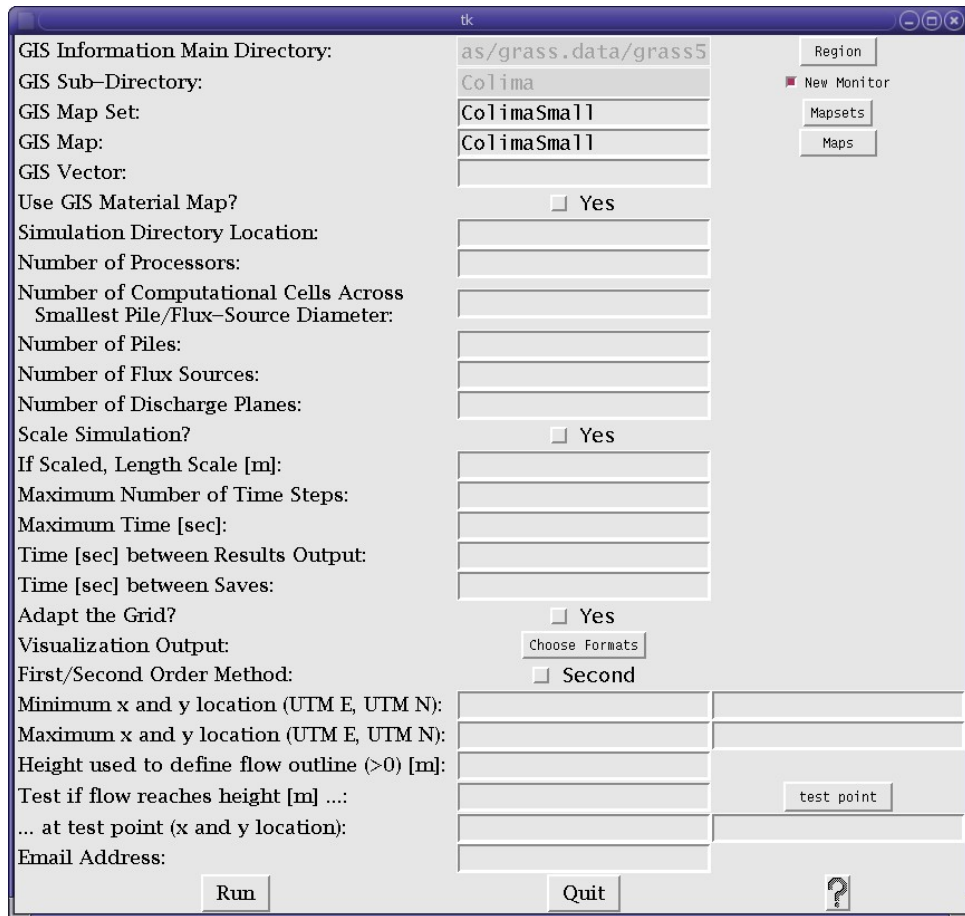 tk
GIS Information Main Directory: as/grass.data/grass5 Region
GIS Sub-Directory: Colima New Monitor
GIS Map Set: ColimaSmall Mapsets
GIS Map: ColimaSmall Maps
GIS Vector:
Use GIS Material Map? Yes
Simulation Directory Location:
Number of Processors:
Number of Computational Cells Across
Smallest Pile/Flux-Source Diameter:
Number of Piles:
Number of Flux Sources:
Number of Discharge Planes:
Scale Simulation? Yes
If Scaled, Length Scale [m]:
Maximum Number of Time Steps:
Maximum Time [sec]:
Time [sec] between Results Output:
Time [sec] between Saves:
Adapt the Grid? Yes
Visualization Output: Choose Formats
First/Second Order Method: Second
Minimum x and y location (UTM E, UTM N):
Maximum x and y location (UTM E, UTM N):
Height used to define flow outline (>0) [m]:
Test if flow reaches height [m] ...: test point
... at test point (x and y location):
Email Address:
Run Quit ?